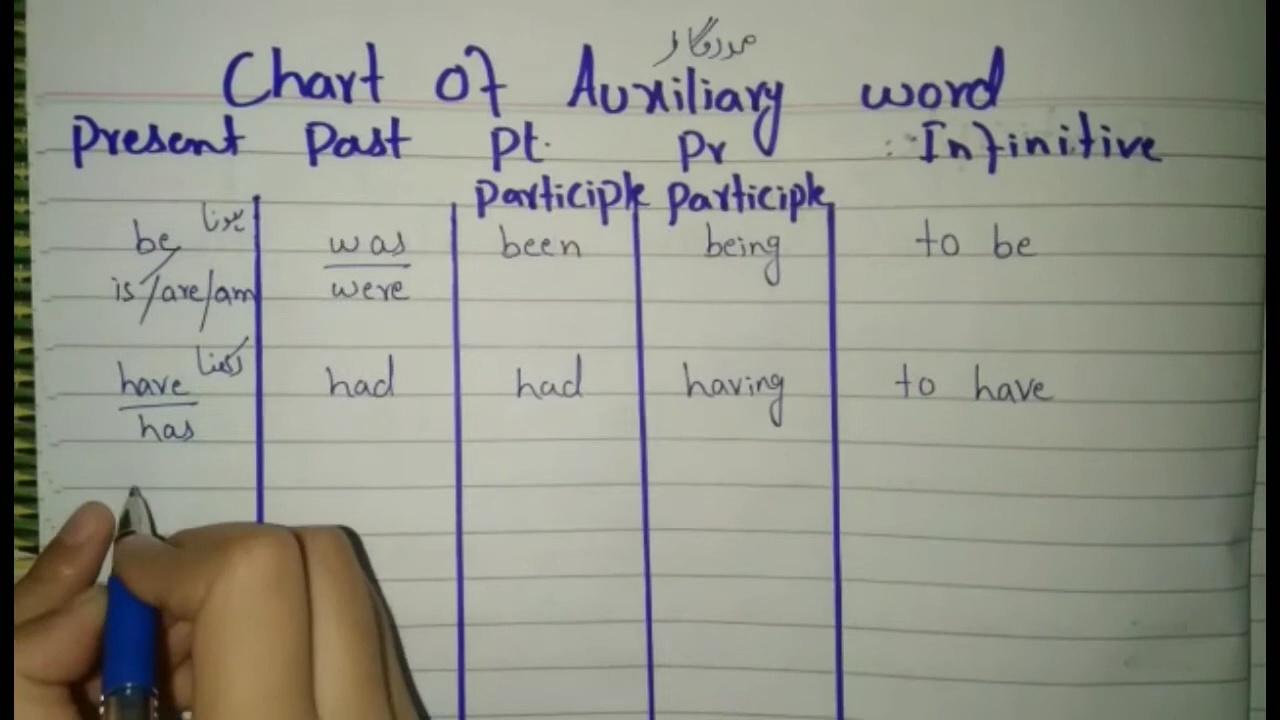 مددگار
Chart Of Auxiliary word
Present Past Pt. Pr : Infinitive
Participle Participle
be ہونا was been being to be
is/are/am were
have رکھنا had had having to have
has